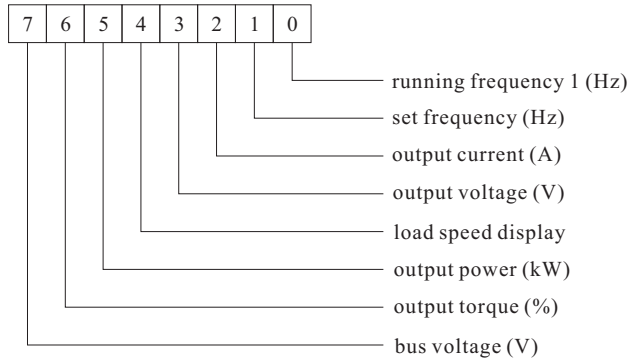 7 6 5 4 3 2 1 0
running frequency 1 (Hz)
set frequency (Hz)
output current (A)
output voltage (V)
load speed display
output power (kW)
output torque (%)
bus voltage (V)